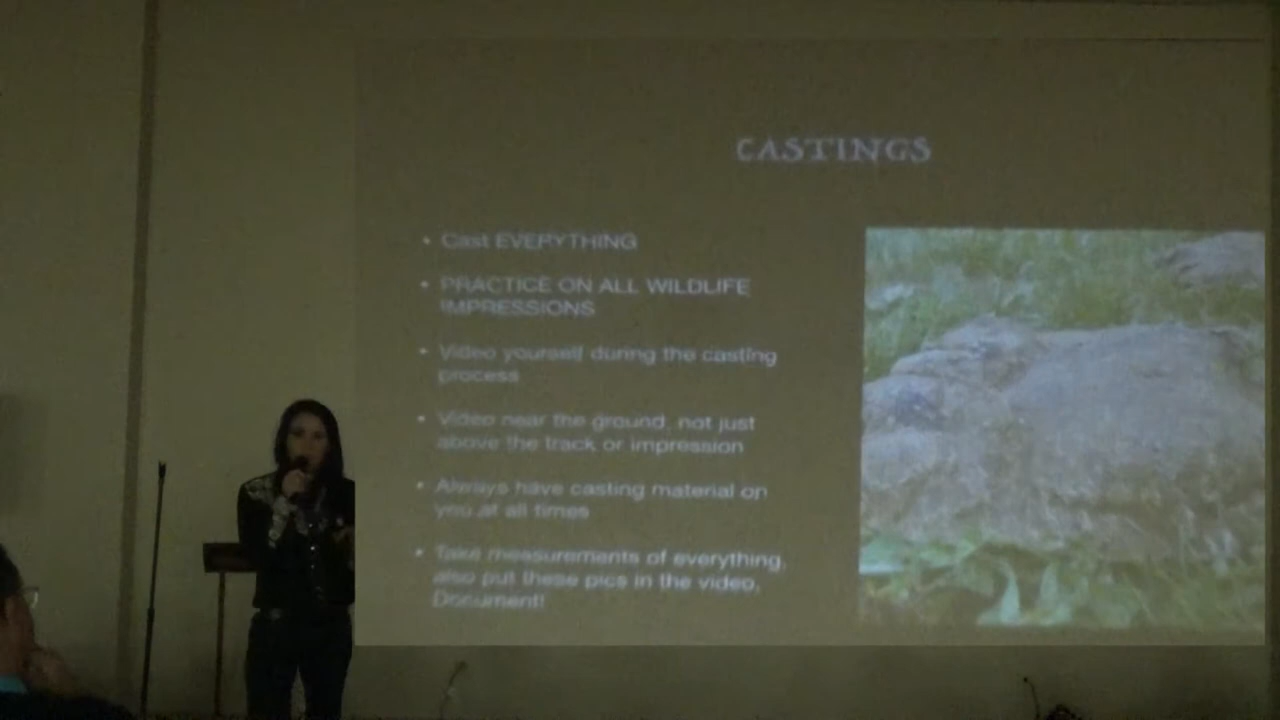 CASTINGS
• Cast EVERYTHING
• PRACTICE ON ALL WILDLIFE
IMPRESSIONS
• Video yourself during the casting
process
• Video near the ground, not just
above the track or impression
• Always have casting material on
you at all times
• Take measurements of everything,
also put these pics in the video.
Document!